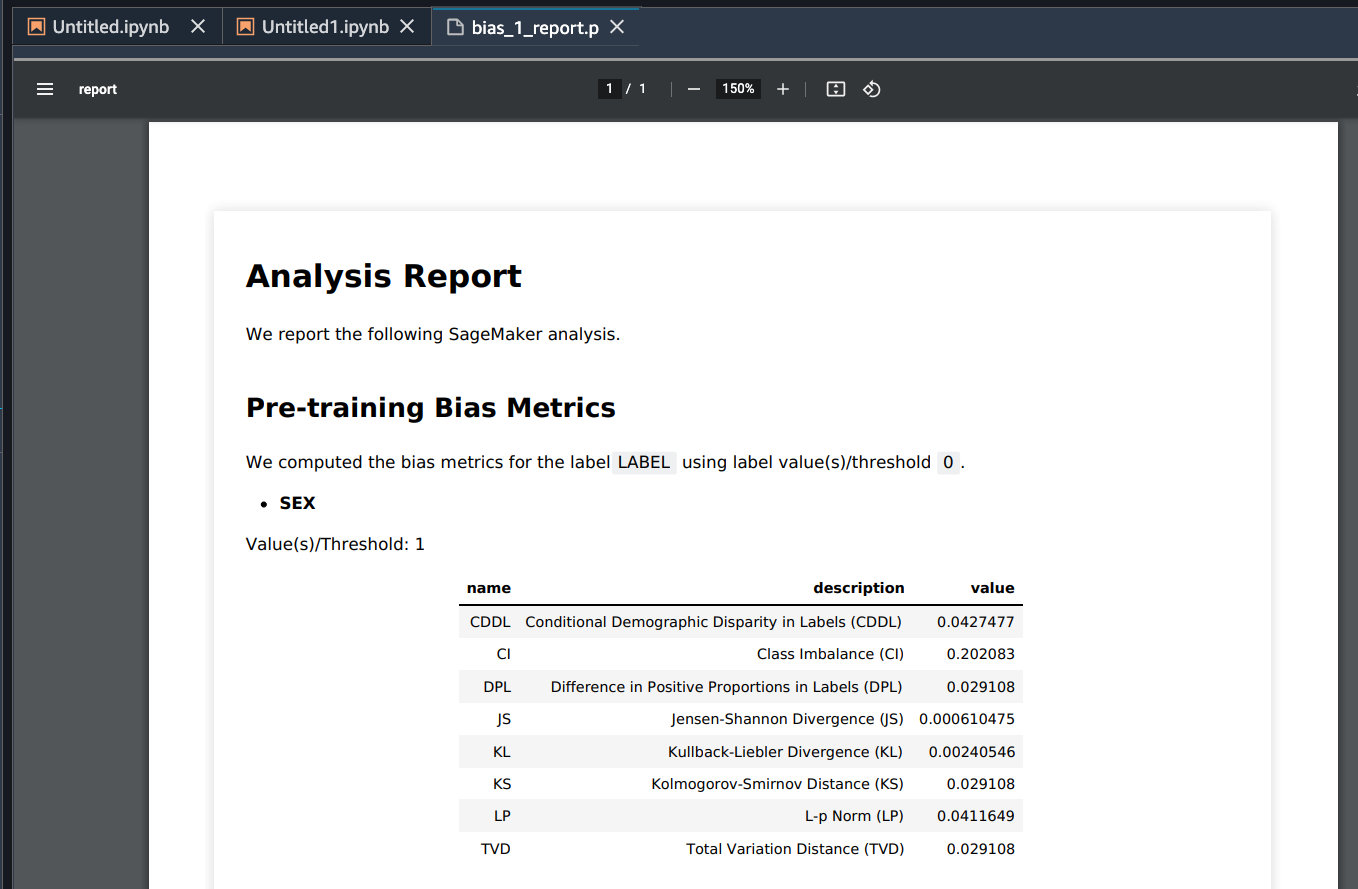 Untitled.ipynb Untitled1.ipynb bias_1_report.p
report 1 / 1 150%
Analysis Report
We report the following SageMaker analysis.
Pre-training Bias Metrics
We computed the bias metrics for the label LABEL using label value(s)/threshold 0 .
• SEX
Value(s)/Threshold: 1
name description value
CDDL Conditional Demographic Disparity in Labels (CDDL) 0.0427477
CI Class Imbalance (CI) 0.202083
DPL Difference in Positive Proportions in Labels (DPL) 0.029108
JS Jensen-Shannon Divergence (JS) 0.000610475
KL Kullback-Liebler Divergence (KL) 0.00240546
KS Kolmogorov-Smirnov Distance (KS) 0.029108
LP L-p Norm (LP) 0.0411649
TVD Total Variation Distance (TVD) 0.029108